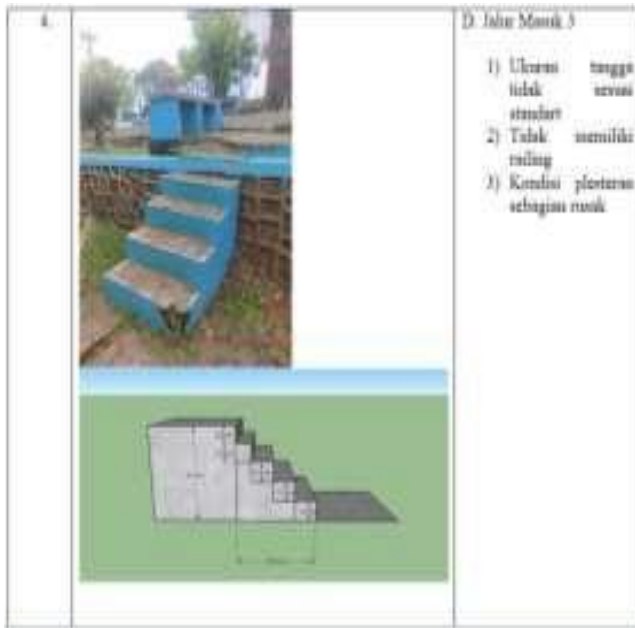 4.
D. Jalur Masuk 3
1) Ukuran tangga
tidak sesuai
standart
2) Tidak memiliki
railing
3) Kondisi plesteran
sebagian rusak